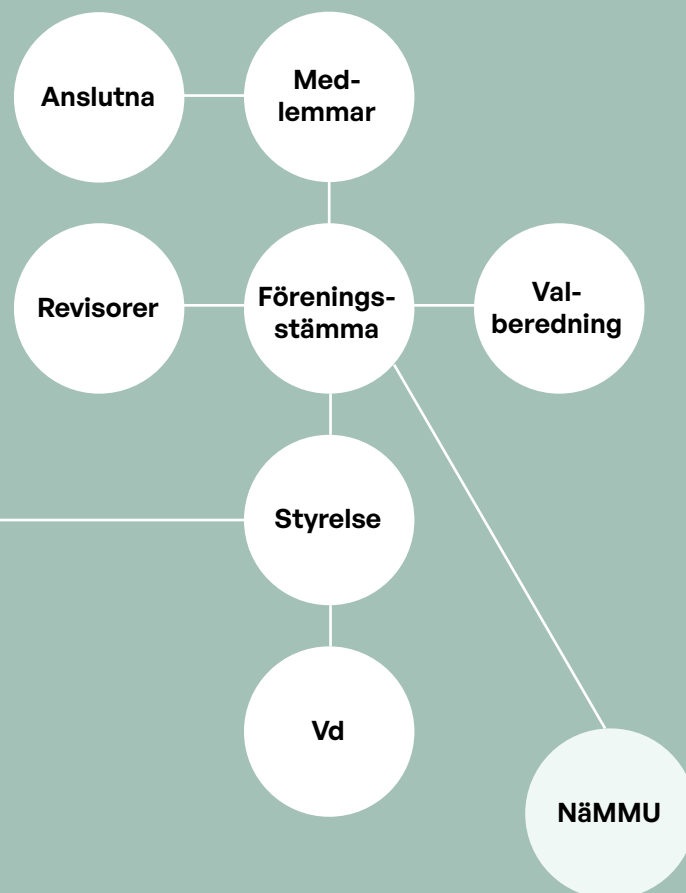 Anslutna
Med-
lemmar
Revisorer
Förenings-
stämma
Val-
beredning
Styrelse
Vd
NäMMU